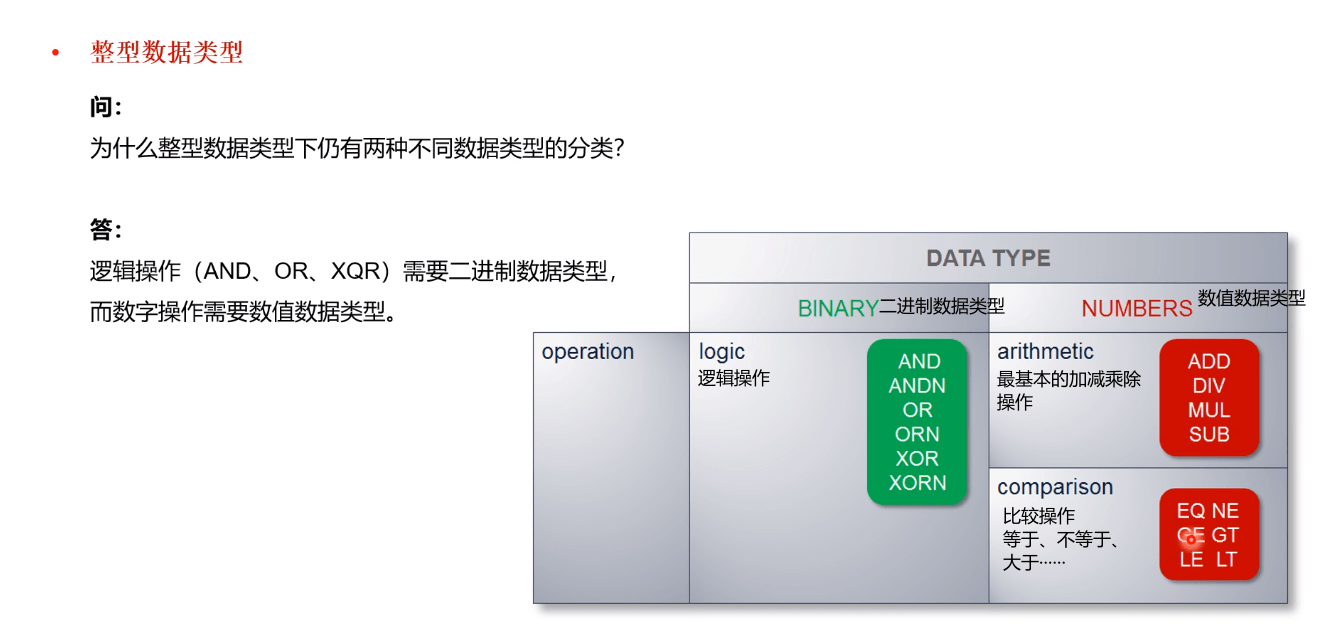 • 整型数据类型
问：
为什么整型数据类型下仍有两种不同数据类型的分类？
答：
逻辑操作（AND、OR、XQR）需要二进制数据类型，
而数字操作需要数值数据类型。
DATA TYPE
BINARY二进制数据类型
NUMBERS 数值数据类型
operation
logic
逻辑操作
AND
ANDN
OR
ORN
XOR
XORN
arithmetic
最基本的加减乘除
操作
ADD
DIV
MUL
SUB
comparison
比较操作
等于、不等于、
大于······
EQ NE
GE GT
LE LT